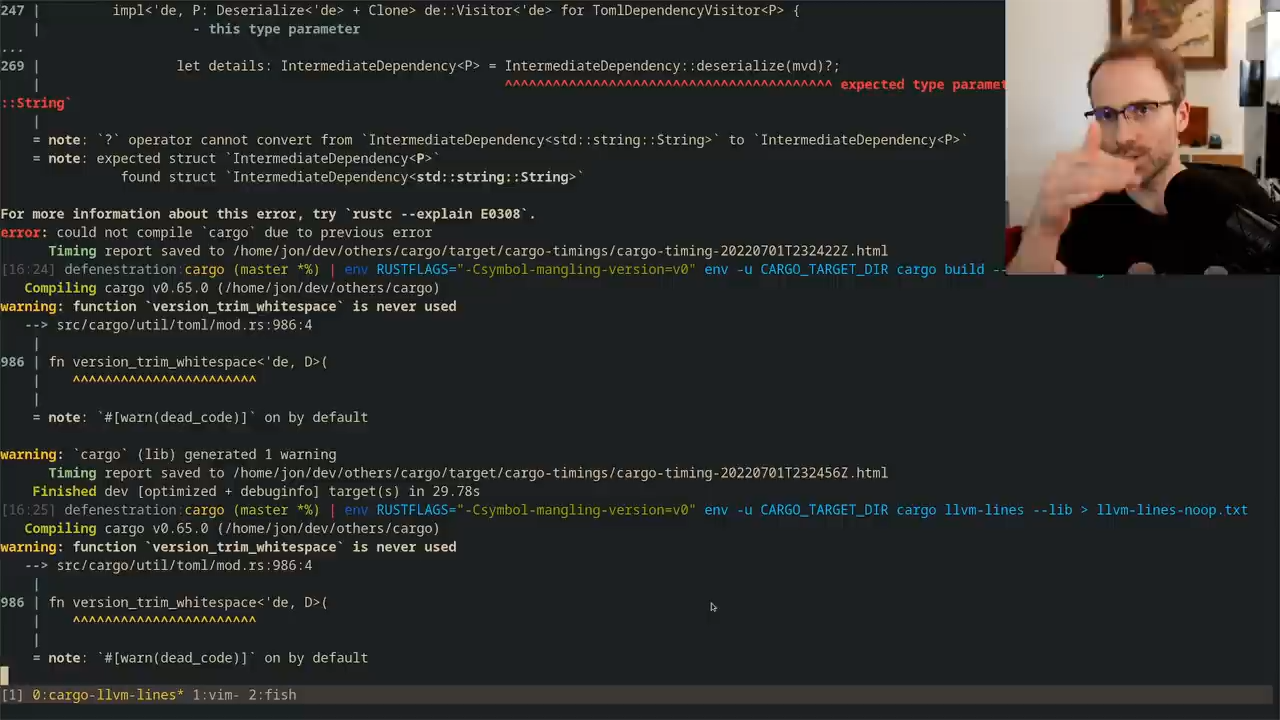 247 | impl<'de, P: Deserialize<'de> + Clone> de::Visitor<'de> for TomlDependencyVisitor<P> {
| - this type parameter
...
269 | let details: IntermediateDependency<P> = IntermediateDependency::deserialize(mvd)?;
| ^^^^^^^^^^^^^^^^^^^^^^^^^^^^^^^^^^^^^^^^ expected type paramet
::String`
|
= note: `?` operator cannot convert from `IntermediateDependency<std::string::String>` to `IntermediateDependency<P>`
= note: expected struct `IntermediateDependency<P>`
found struct `IntermediateDependency<std::string::String>`
For more information about this error, try `rustc --explain E0308`.
error: could not compile `cargo` due to previous error
Timing report saved to /home/jon/dev/others/cargo/target/cargo-timings/cargo-timing-20220701T232422Z.html
[16:24] defenestration:cargo (master *%) | env RUSTFLAGS="-Csymbol-mangling-version=v0" env -u CARGO_TARGET_DIR cargo build --
Compiling cargo v0.65.0 (/home/jon/dev/others/cargo)
warning: function `version_trim_whitespace` is never used
--> src/cargo/util/toml/mod.rs:986:4
|
986 | fn version_trim_whitespace<'de, D>(
| ^^^^^^^^^^^^^^^^^^^^^^^
|
= note: `#[warn(dead_code)]` on by default
warning: `cargo` (lib) generated 1 warning
Timing report saved to /home/jon/dev/others/cargo/target/cargo-timings/cargo-timing-20220701T232456Z.html
Finished dev [optimized + debuginfo] target(s) in 29.78s
[16:25] defenestration:cargo (master *%) | env RUSTFLAGS="-Csymbol-mangling-version=v0" env -u CARGO_TARGET_DIR cargo llvm-lines --lib > llvm-lines-noop.txt
Compiling cargo v0.65.0 (/home/jon/dev/others/cargo)
warning: function `version_trim_whitespace` is never used
--> src/cargo/util/toml/mod.rs:986:4
|
986 | fn version_trim_whitespace<'de, D>(
| ^^^^^^^^^^^^^^^^^^^^^^^
|
= note: `#[warn(dead_code)]` on by default
[1] 0:cargo-llvm-lines* 1:vim- 2:fish